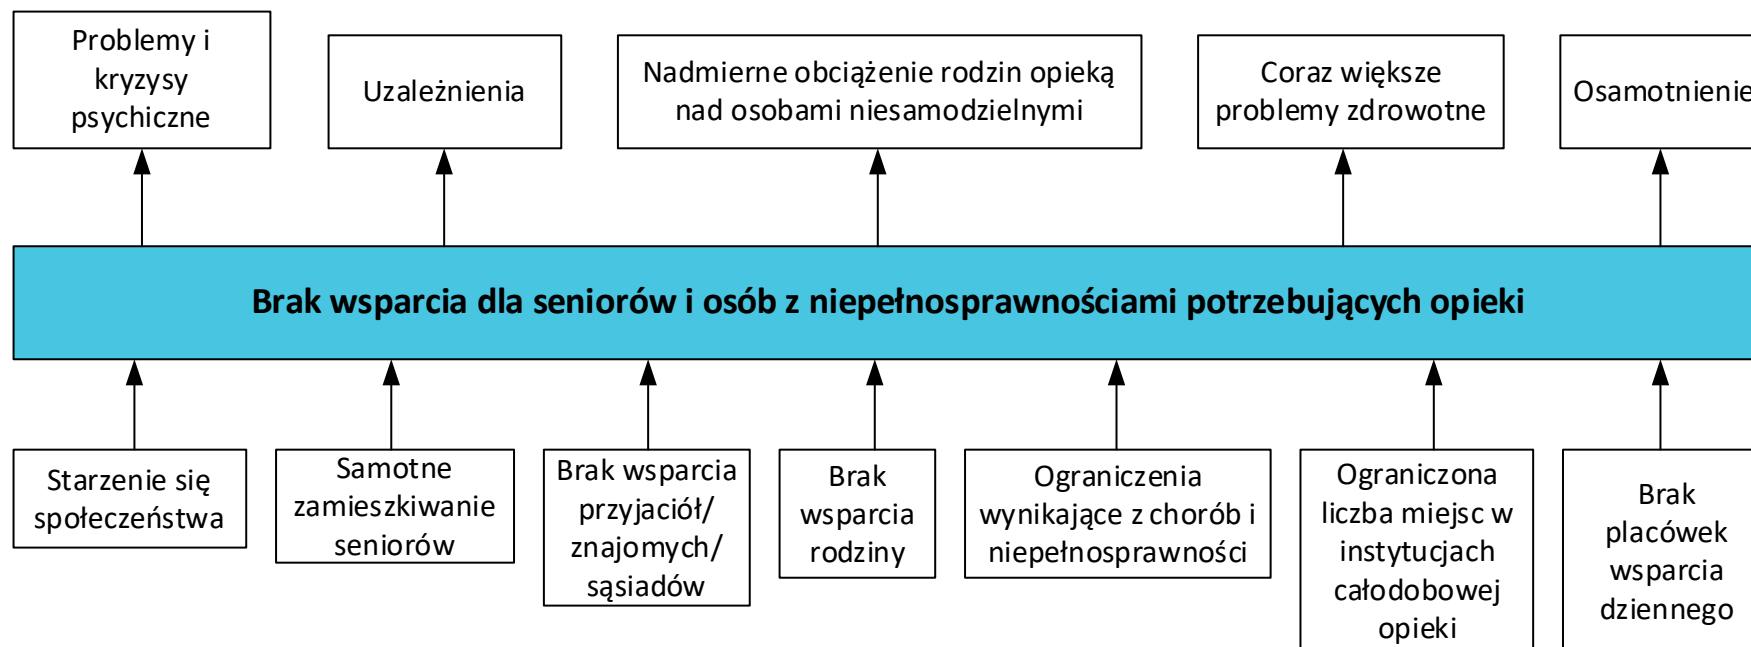 Problemy i
kryzysy
psychiczne
Uzależnienia
Nadmierne obciążenie rodzin opieką
nad osobami niesamodzielnymi
Coraz większe
problemy zdrowotne
Osamotnienie
Brak wsparcia dla seniorów i osób z niepełnosprawnościami potrzebujących opieki
Starzenie się
społeczeństwa
Samotne
zamieszkiwanie
seniorów
Brak wsparcia
przyjaciół/
znajomych/
sąsiadów
Brak
wsparcia
rodziny
Ograniczenia
wynikające z chorób i
niepełnosprawności
Ograniczona
liczba miejsc w
instytucjach
całodobowej
opieki
Brak
placówek
wsparcia
dziennego